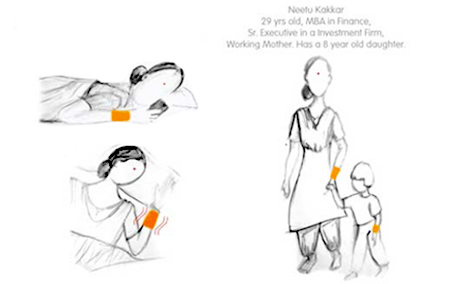 Neetu Kakkar
29 yrs old, MBA in Finance,
Sr. Executive in a Investment Firm,
Working Mother. Has a 8 year old daughter.